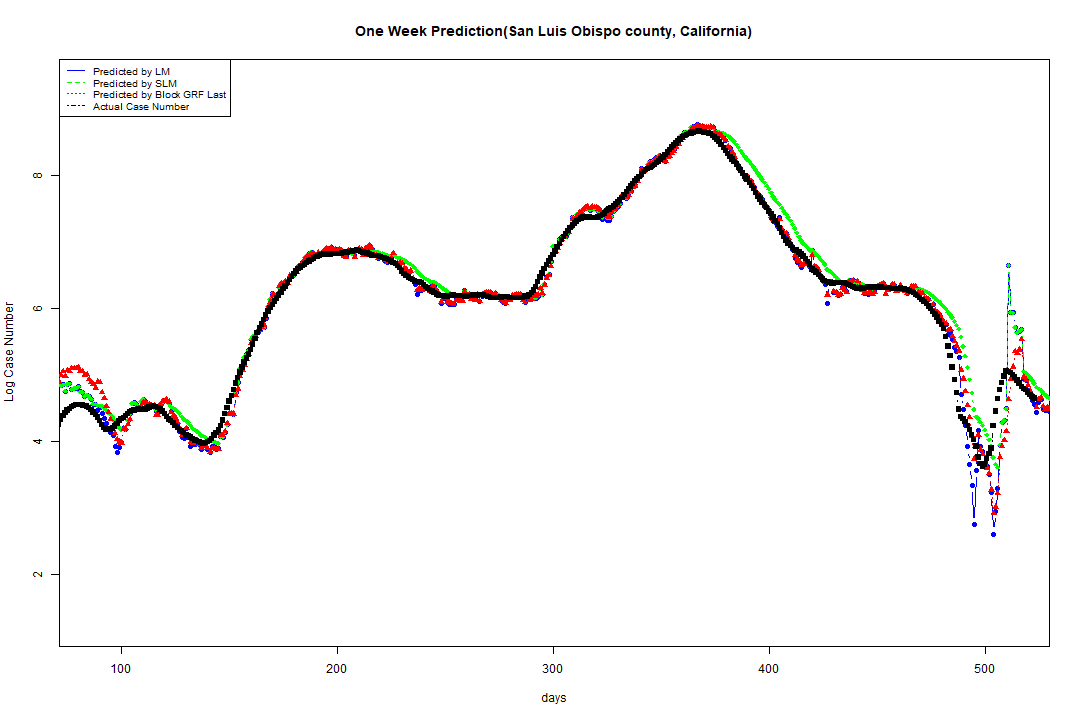 One Week Prediction(San Luis Obispo county, California)
Predicted by LM
Predicted by SLM
Predicted by Block GRF Last
Actual Case Number
Log Case Number
8
6
4
2
100 200 300 400 500
days